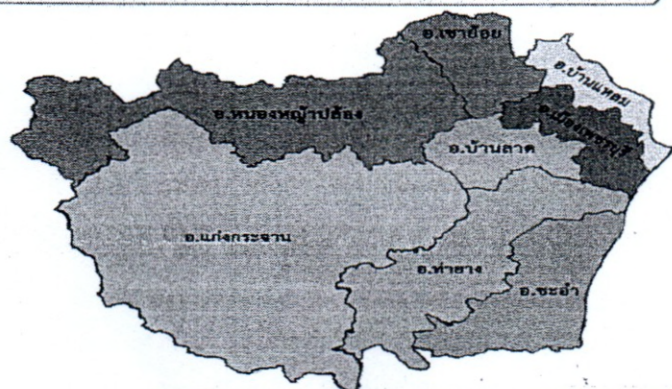 อ.เขาย้อย
อ.บ้านแหลม
อ.หนองหญ้าปล้อง
อ.เมืองเพชรบุรี
อ.บ้านลาด
อ.แก่งกระจาน
อ.ท่ายาง
อ.ชะอำ